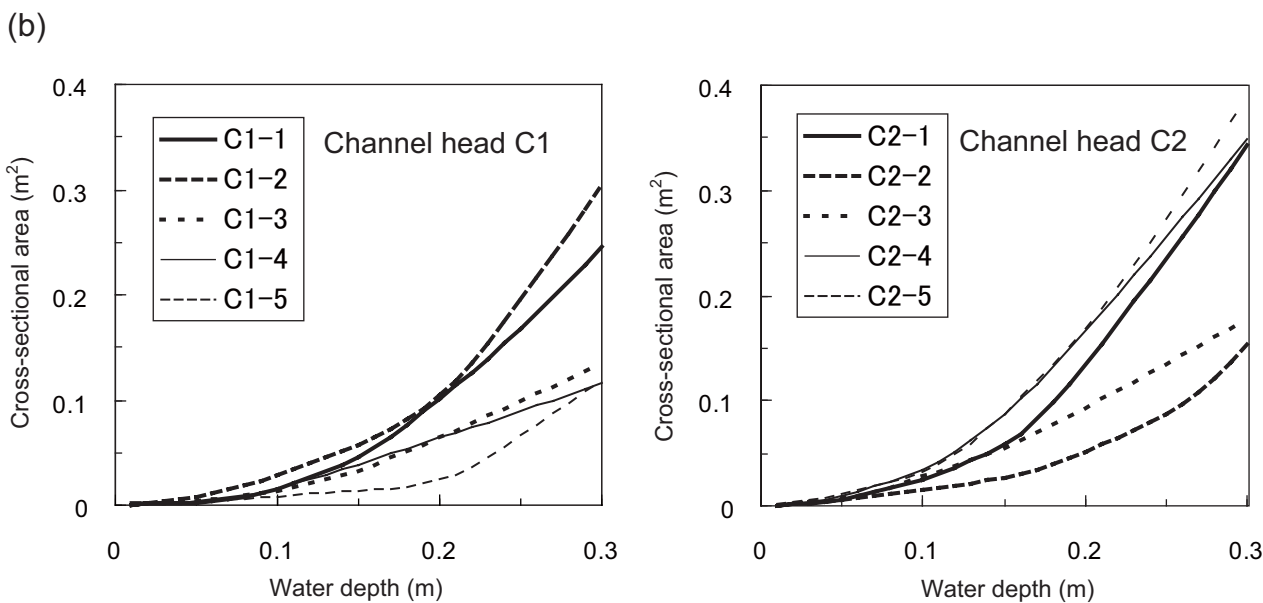 (b)
Cross-sectional area (m²)
0.4
0.3
0.2
0.1
0
C1-1
C1-2
C1-3
C1-4
C1-5
Channel head C1
0
0.1
0.2
0.3
Water depth (m)
Cross-sectional area (m²)
0.4
0.3
0.2
0.1
0
C2-1
C2-2
C2-3
C2-4
C2-5
Channel head C2
0
0.1
0.2
0.3
Water depth (m)